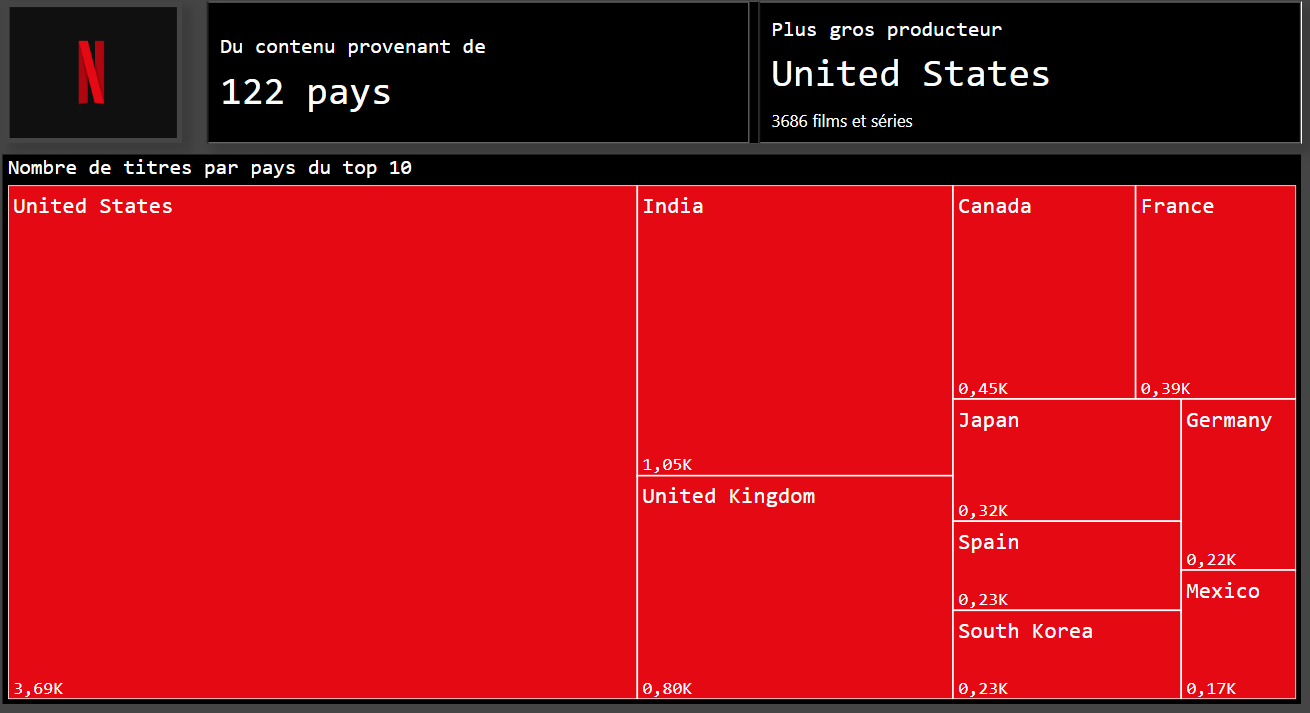 N
Du contenu provenant de
122 pays
Plus gros producteur
United States
3686 films et séries
Nombre de titres par pays du top 10
United States
3,69K
India
1,05K
United Kingdom
0,80K
Canada
0,45K
France
0,39K
Japan
0,32K
Spain
0,23K
South Korea
0,23K
Germany
0,22K
Mexico
0,17K